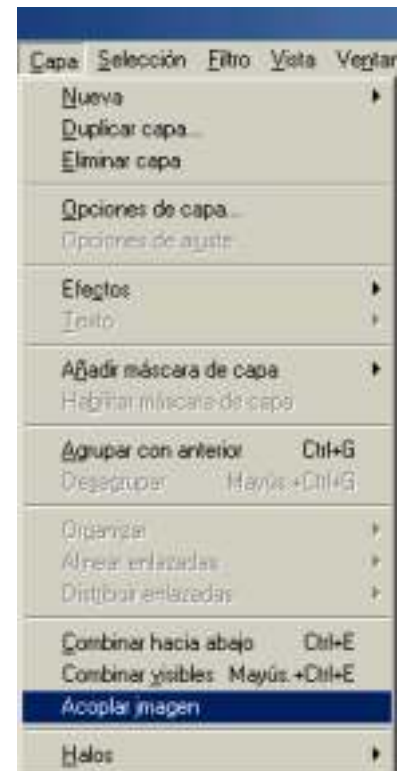 Capa Selección Filtro Vista Ventan
Nueva
Duplicar capa...
Eliminar capa
Opciones de capa...
Opciones de ajuste
Efectos
Texto
Añadir máscara de capa
Habilitar máscara de capa
Agrupar con anterior Ctrl+G
Desagrupar Mayús.+Ctrl+G
Organizar
Alinear enlazadas
Distribuir enlazadas
Combinar hacia abajo Ctrl+E
Combinar visibles Mayús.+Ctrl+E
Acoplar imagen
Halos